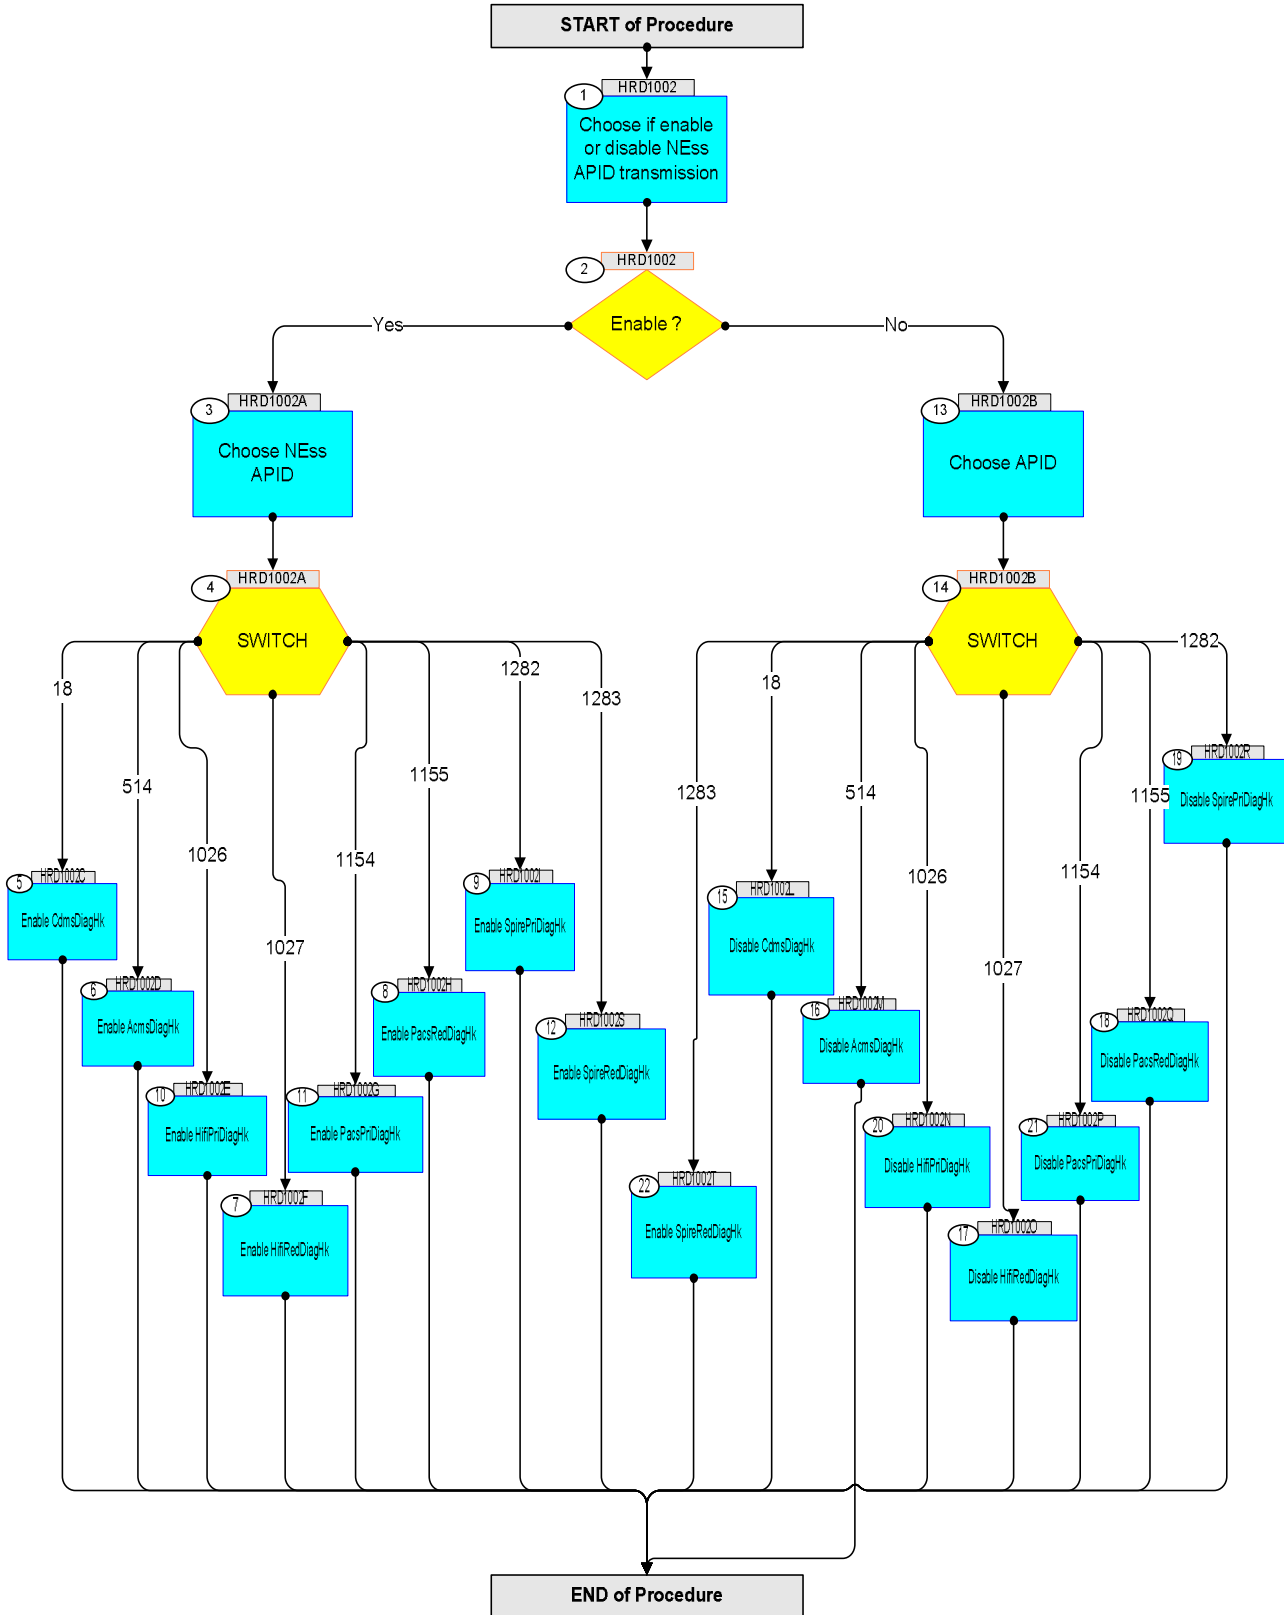 START of Procedure
HRD1002
1
Choose if enable
or disable NEss
APID transmission
HRD1002
2
Enable ?
Yes
No
HRD1002A
3
Choose NEss
APID
HRD1002B
13
Choose APID
HRD1002A
4
SWITCH
HRD1002B
14
SWITCH
18
514
1026
1027
1154
1155
1282
1283
1283
18
514
1026
1027
1154
1155
1282
HRD1002C
5
Enable CdmsDiagHk
HRD1002D
6
Enable AcmsDiagHk
HRD1002E
10
Enable HifiPriDiagHk
HRD1002F
7
Enable HifiRedDiagHk
HRD1002G
11
Enable PacsPriDiagHk
HRD1002H
8
Enable PacsRedDiagHk
HRD1002I
9
Enable SpirePriDiagHk
HRD1002S
12
Enable SpireRedDiagHk
HRD1002T
22
Enable SpireRedDiagHk
HRD1002L
15
Disable CdmsDiagHk
HRD1002M
16
Disable AcmsDiagHk
HRD1002N
20
Disable HifiPriDiagHk
HRD1002O
17
Disable HifiRedDiagHk
HRD1002P
21
Disable PacsPriDiagHk
HRD1002Q
18
Disable PacsRedDiagHk
HRD1002R
19
Disable SpirePriDiagHk
END of Procedure